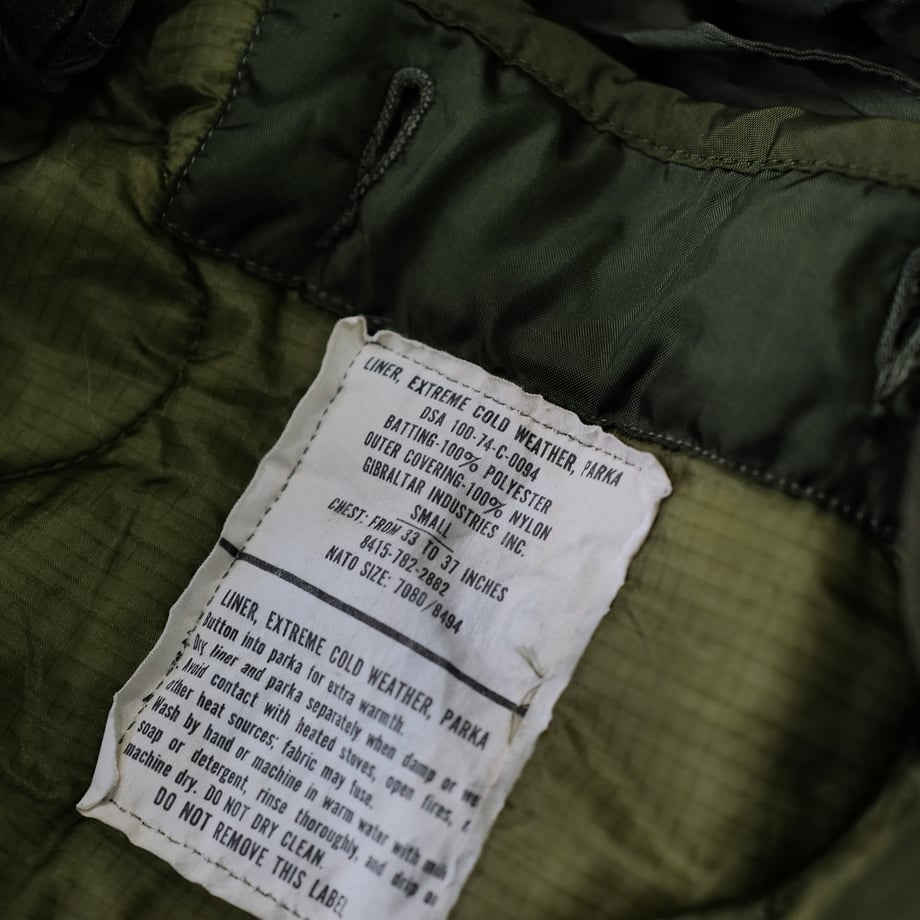 LINER, EXTREME COLD WEATHER, PARKA
DSA 100-74-C-0094
BATTING-100% POLYESTER
OUTER COVERING-100% NYLON
GIBRALTAR INDUSTRIES INC.
SMALL
CHEST: FROM 33 TO 37 INCHES
8415-782-2882
NATO SIZE: 7080/8494
LINER, EXTREME COLD WEATHER, PARKA
Button into parka for extra warmth.
Dry liner and parka separately when damp or
Avoid contact with heated stoves, open fires,
other heat sources; fabric may fuse.
Wash by hand or machine in warm water with
soap or detergent, rinse thoroughly, and drip or
machine dry. DO NOT DRY CLEAN.
DO NOT REMOVE THIS LABEL